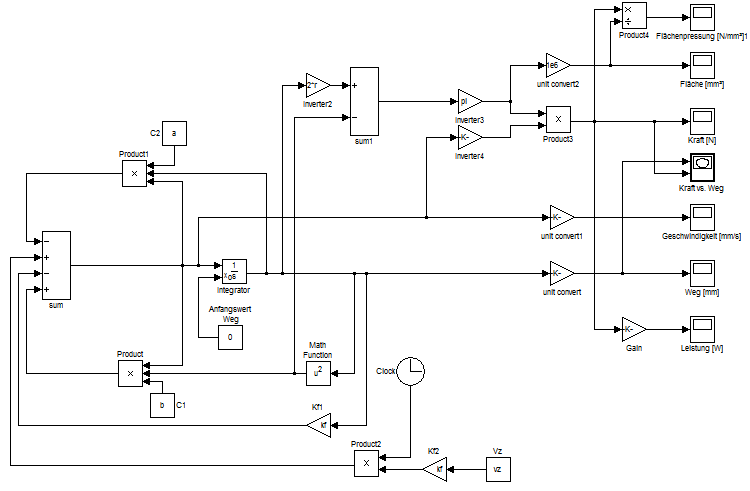 ×
÷
Product4
Flächenpressung [N/mm²]1
1e6
unit convert2
Fläche [mm²]
2*r
Inverter2
+
−
sum1
pi
Inverter3
×
Product3
Kraft [N]
-K-
Inverter4
Kraft vs. Weg
C2
a
Product1
×
-K-
unit convert1
Geschwindigkeit [mm/s]
−
+
−
+
sum
1
s
xo
Integrator
-K-
unit convert
Weg [mm]
Anfangswert
Weg
0
-K-
Gain
Leistung [W]
Math
Function
u²
Product
×
b
C1
Clock
Kf1
kf
Product2
×
Kf2
kf
Vz
vz